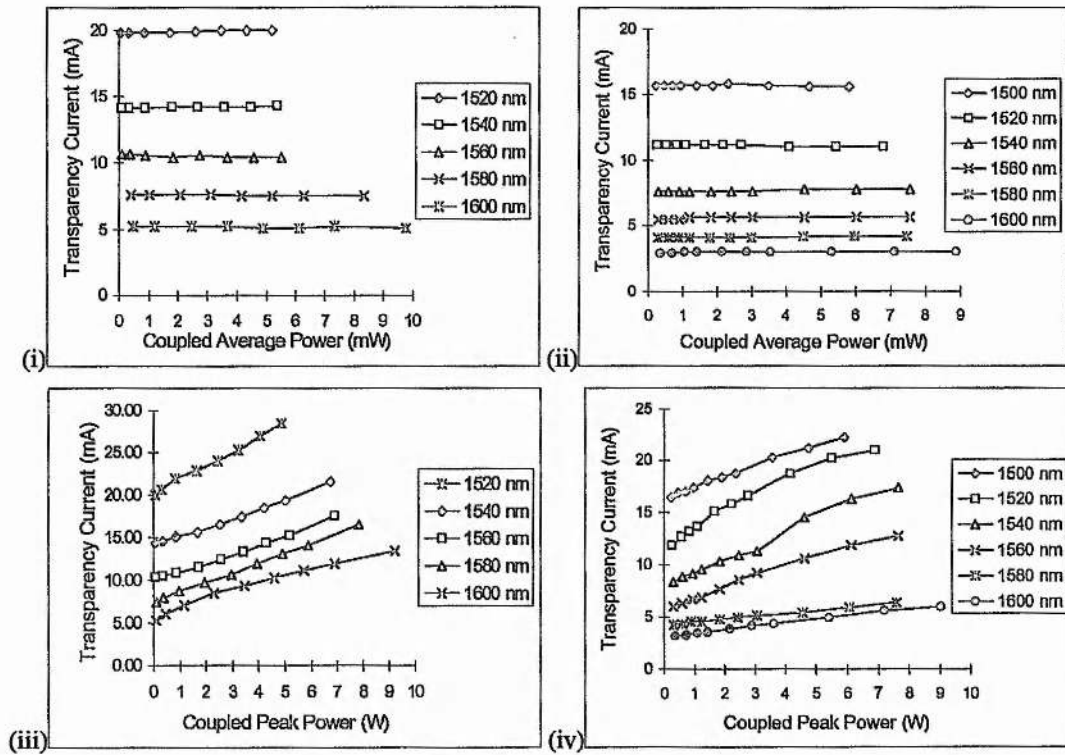 Transparency Current (mA)
20
15
10
5
0
0 1 2 3 4 5 6 7 8 9 10
Coupled Average Power (mW)
1520 nm
1540 nm
1560 nm
1580 nm
1600 nm
(i)
Transparency Current (mA)
20
15
10
5
0
0 1 2 3 4 5 6 7 8 9
Coupled Average Power (mW)
1500 nm
1520 nm
1540 nm
1560 nm
1580 nm
1600 nm
(ii)
Transparency Current (mA)
30.00
25.00
20.00
15.00
10.00
5.00
0.00
0 1 2 3 4 5 6 7 8 9 10
Coupled Peak Power (W)
1520 nm
1540 nm
1560 nm
1580 nm
1600 nm
(iii)
Transparency Current (mA)
25
20
15
10
5
0
0 1 2 3 4 5 6 7 8 9 10
Coupled Peak Power (W)
1500 nm
1520 nm
1540 nm
1560 nm
1580 nm
1600 nm
(iv)